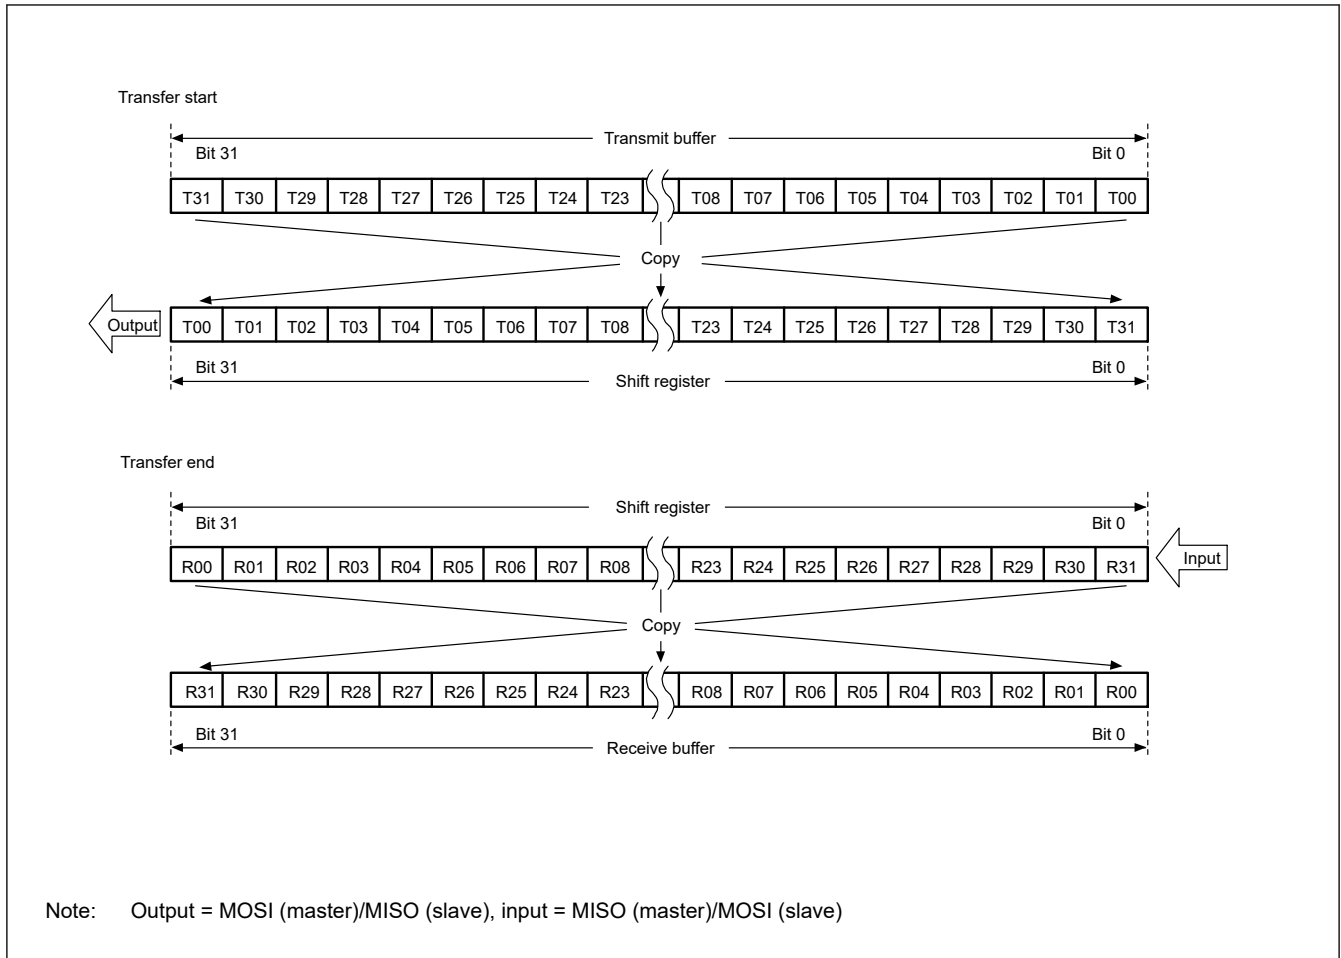 Transfer start
Transmit buffer
Bit 31 Bit 0
T31 T30 T29 T28 T27 T26 T25 T24 T23 T08 T07 T06 T05 T04 T03 T02 T01 T00
Copy
Output T00 T01 T02 T03 T04 T05 T06 T07 T08 T23 T24 T25 T26 T27 T28 T29 T30 T31
Bit 31 Bit 0
Shift register
Transfer end
Shift register
Bit 31 Bit 0
R00 R01 R02 R03 R04 R05 R06 R07 R08 R23 R24 R25 R26 R27 R28 R29 R30 R31 Input
Copy
R31 R30 R29 R28 R27 R26 R25 R24 R23 R08 R07 R06 R05 R04 R03 R02 R01 R00
Bit 31 Bit 0
Receive buffer
Note: Output = MOSI (master)/MISO (slave), input = MISO (master)/MOSI (slave)